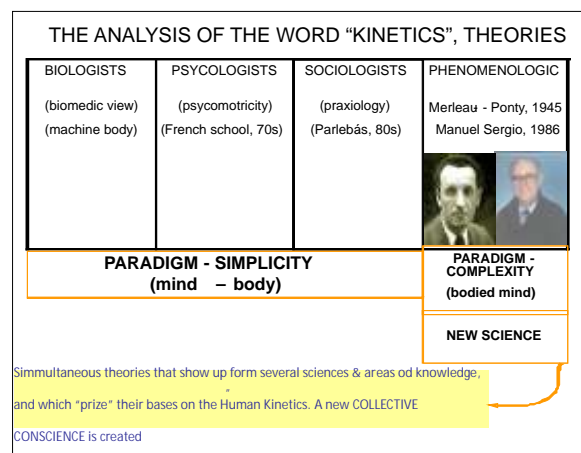 THE ANALYSIS OF THE WORD “KINETICS”, THEORIES
BIOLOGISTS
(biomedic view)
(machine body)
PSYCOLOGISTS
(psycomotricity)
(French school, 70s)
SOCIOLOGISTS
(praxiology)
(Parlebás, 80s)
PHENOMENOLOGIC
Merleau - Ponty, 1945
Manuel Sergio, 1986
PARADIGM - SIMPLICITY
(mind – body)
PARADIGM -
COMPLEXITY
(bodied mind)
NEW SCIENCE
Simmultaneous theories that show up form several sciences & areas od knowledge,
”
and which “prize” their bases on the Human Kinetics. A new COLLECTIVE
CONSCIENCE is created